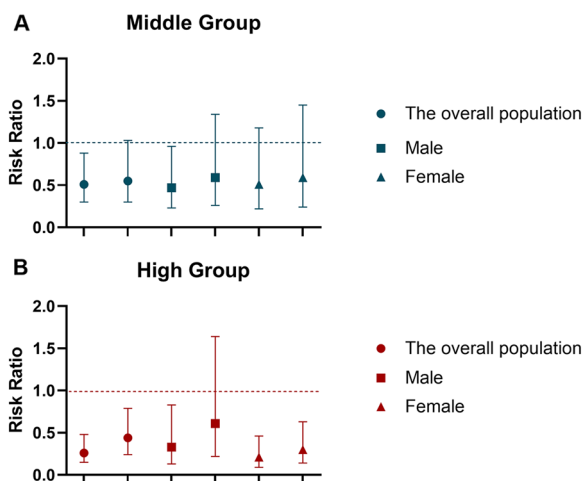 A
Middle Group
Risk Ratio
2.0
1.5
1.0
0.5
0.0
The overall population
Male
Female
B
High Group
Risk Ratio
2.0
1.5
1.0
0.5
0.0
The overall population
Male
Female